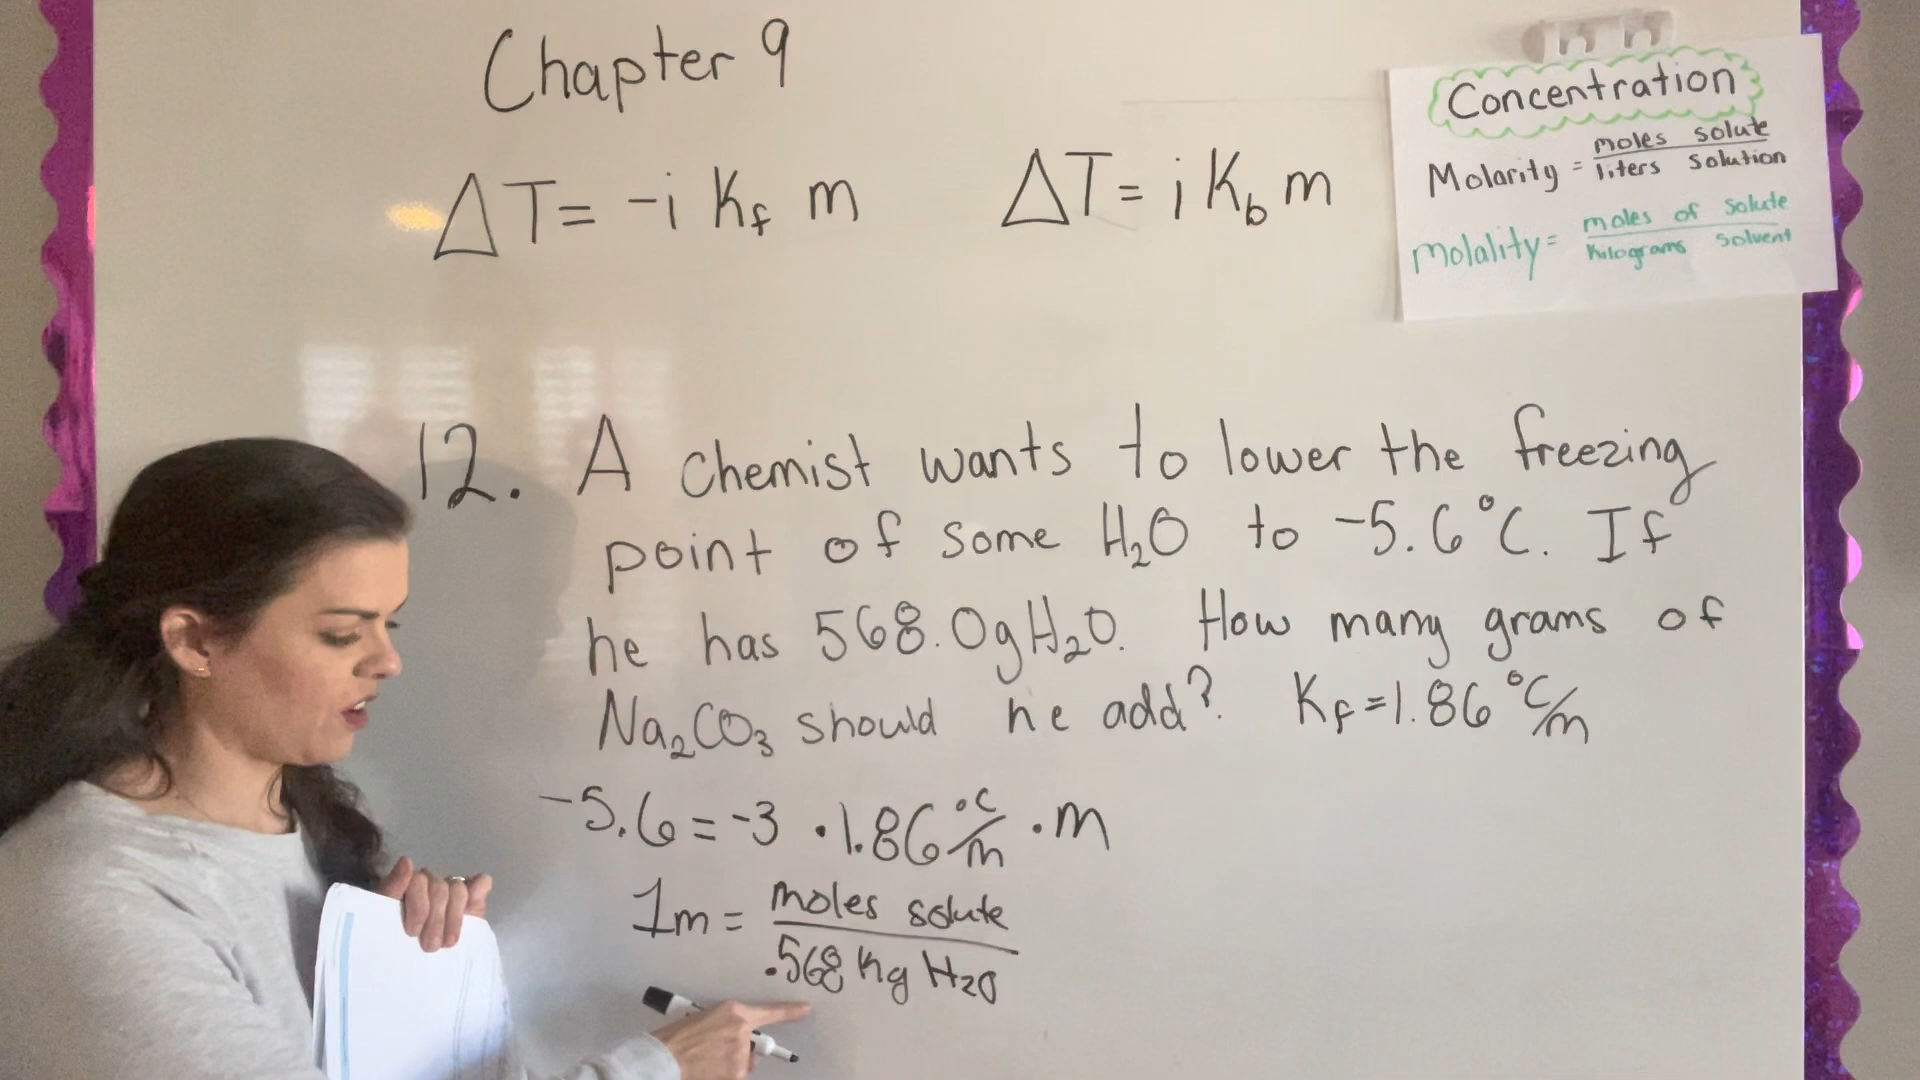 Chapter 9
ΔT = -i Kf m
ΔT = i Kb m
Concentration
Molarity = moles solute / liters solution
molality = moles of solute / kilograms solvent
12. A chemist wants to lower the freezing
point of some H₂O to -5.6°C. If
he has 568.0g H₂O. How many grams of
Na₂CO₃ should he add? Kf = 1.86 °C/m
-5.6 = -3 · 1.86 °C/m · m
1m = moles solute / .568 Kg H₂O